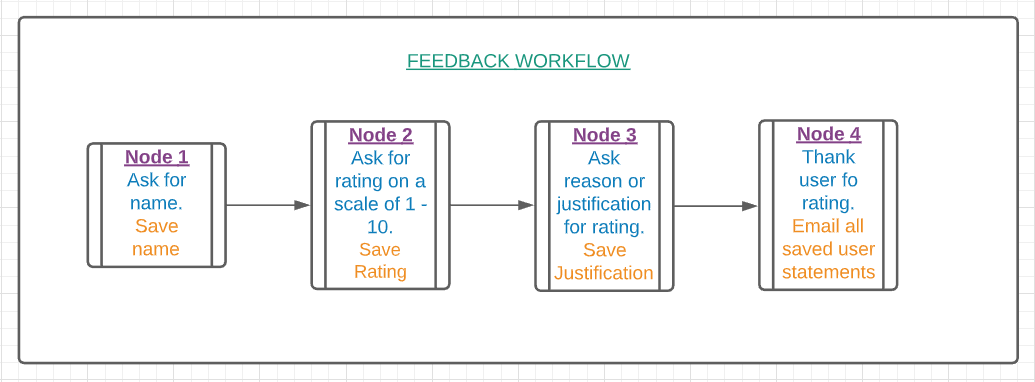 FEEDBACK WORKFLOW
Node 1
Ask for
name.
Save
name
Node 2
Ask for
rating on a
scale of 1 -
10.
Save
Rating
Node 3
Ask
reason or
justification
for rating.
Save
Justification
Node 4
Thank
user fo
rating.
Email all
saved user
statements